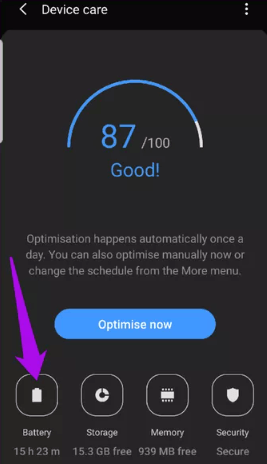 Device care
87 /100
Good!
Optimisation happens automatically once a
day. You can also optimise manually now or
change the schedule from the More menu.
Optimise now
Battery Storage Memory Security
15 h 23 m 15.3 GB free 939 MB free Secure